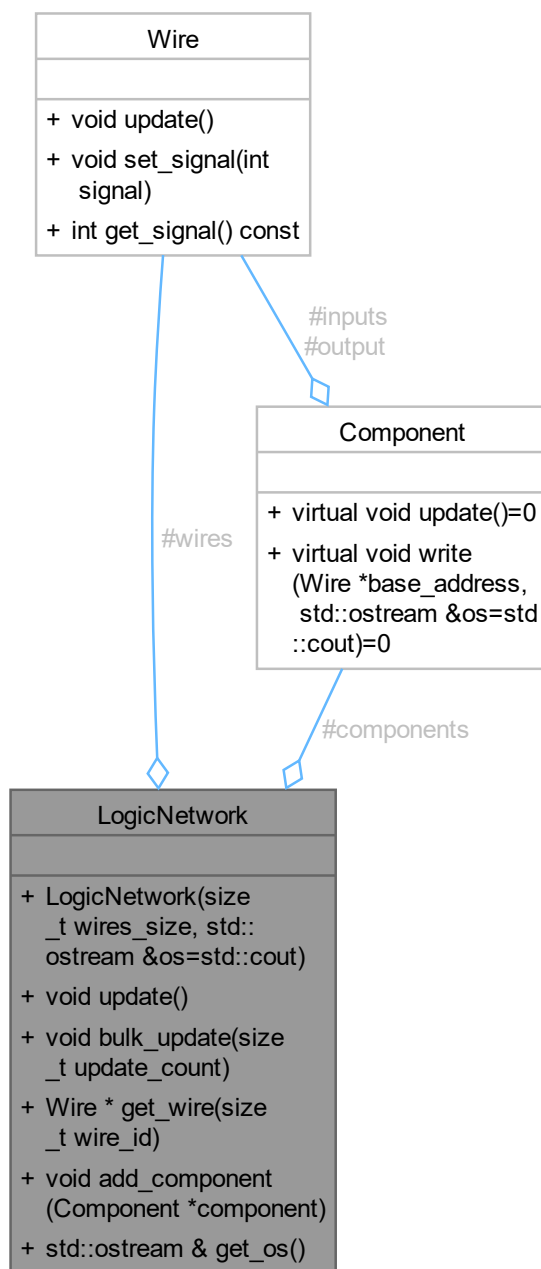 Wire
+ void update()
+ void set_signal(int
signal)
+ int get_signal() const
#inputs
#output
Component
+ virtual void update()=0
+ virtual void write
(Wire *base_address,
std::ostream &os=std
::cout)=0
#wires
#components
LogicNetwork
+ LogicNetwork(size
_t wires_size, std::
ostream &os=std::cout)
+ void update()
+ void bulk_update(size
_t update_count)
+ Wire * get_wire(size
_t wire_id)
+ void add_component
(Component *component)
+ std::ostream & get_os()